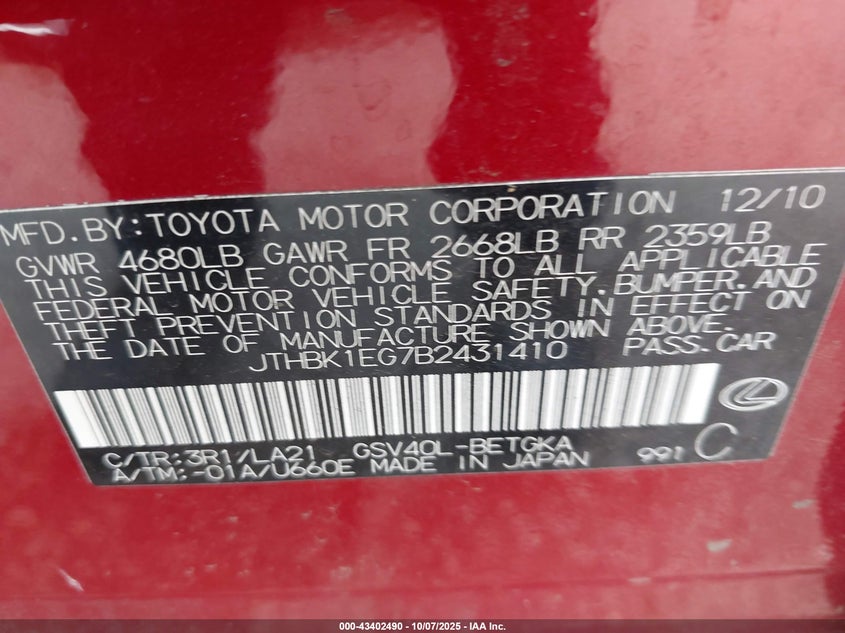 MFD.BY:TOYOTA MOTOR CORPORATION 12/10
GVWR 4680LB GAWR FR 2668LB RR 2359LB
THIS VEHICLE CONFORMS TO ALL APPLICABLE
FEDERAL MOTOR VEHICLE SAFETY,BUMPER,AND
THEFT PREVENTION STANDARDS IN EFFECT ON
THE DATE OF MANUFACTURE SHOWN ABOVE.
JTHBK1EG7B2431410 PASS.CAR
C/TR:3R1/LA21 GSV40L-BETGKA
A/TM:-01A/U660E MADE IN JAPAN 991 C
000-43402490 - 10/07/2025 - IAA Inc.